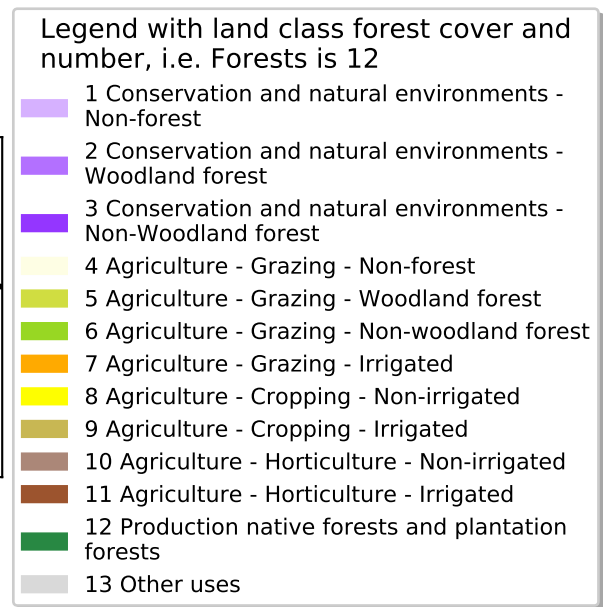 Legend with land class forest cover and
number, i.e. Forests is 12
1 Conservation and natural environments -
Non-forest
2 Conservation and natural environments -
Woodland forest
3 Conservation and natural environments -
Non-Woodland forest
4 Agriculture - Grazing - Non-forest
5 Agriculture - Grazing - Woodland forest
6 Agriculture - Grazing - Non-woodland forest
7 Agriculture - Grazing - Irrigated
8 Agriculture - Cropping - Non-irrigated
9 Agriculture - Cropping - Irrigated
10 Agriculture - Horticulture - Non-irrigated
11 Agriculture - Horticulture - Irrigated
12 Production native forests and plantation
forests
13 Other uses